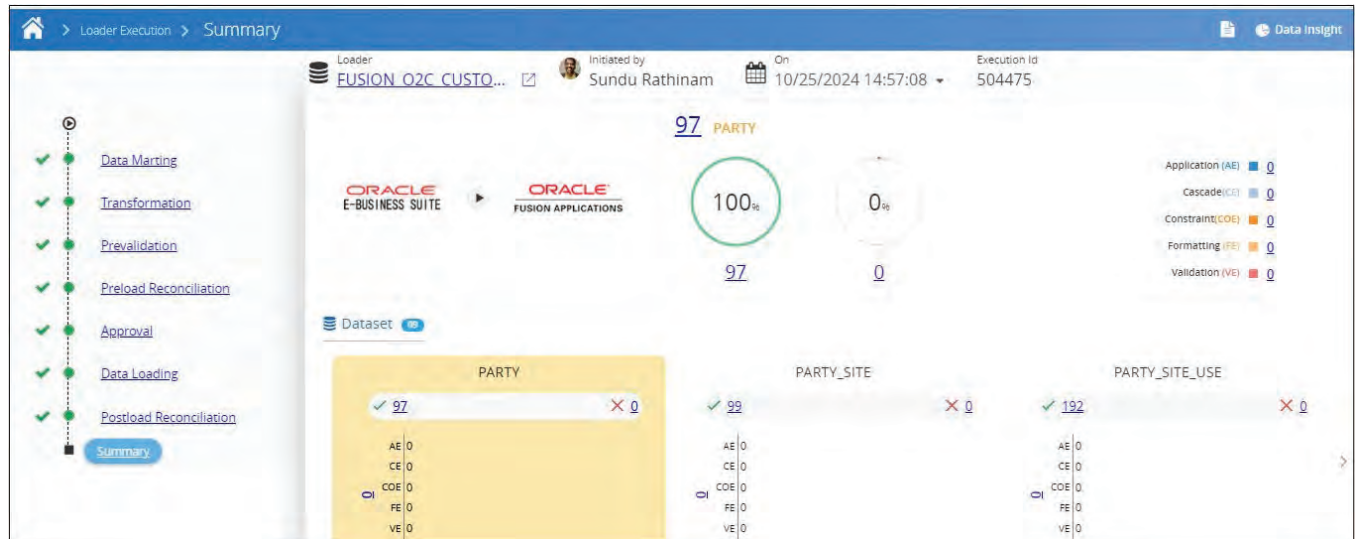 > Loader Execution > Summary
Data Insight
Loader
FUSION O2C CUSTO...
Initiated by
Sundu Rathinam
On
10/25/2024 14:57:08
Execution Id
504475
Data Marting
Transformation
Prevalidation
Preload Reconciliation
Approval
Data Loading
Postload Reconciliation
Summary
97 PARTY
ORACLE
E-BUSINESS SUITE
ORACLE
FUSION APPLICATIONS
100%
97
0%
0
Application (AE) 0
Cascade(CE) 0
Constraint(COE) 0
Formatting (FE) 0
Validation (VE) 0
Dataset
PARTY
97 0
AE 0
CE 0
COE 0
FE 0
VE 0
0
PARTY_SITE
99 0
AE 0
CE 0
COE 0
FE 0
VE 0
0
PARTY_SITE_USE
192 0
AE 0
CE 0
COE 0
FE 0
VE 0
0